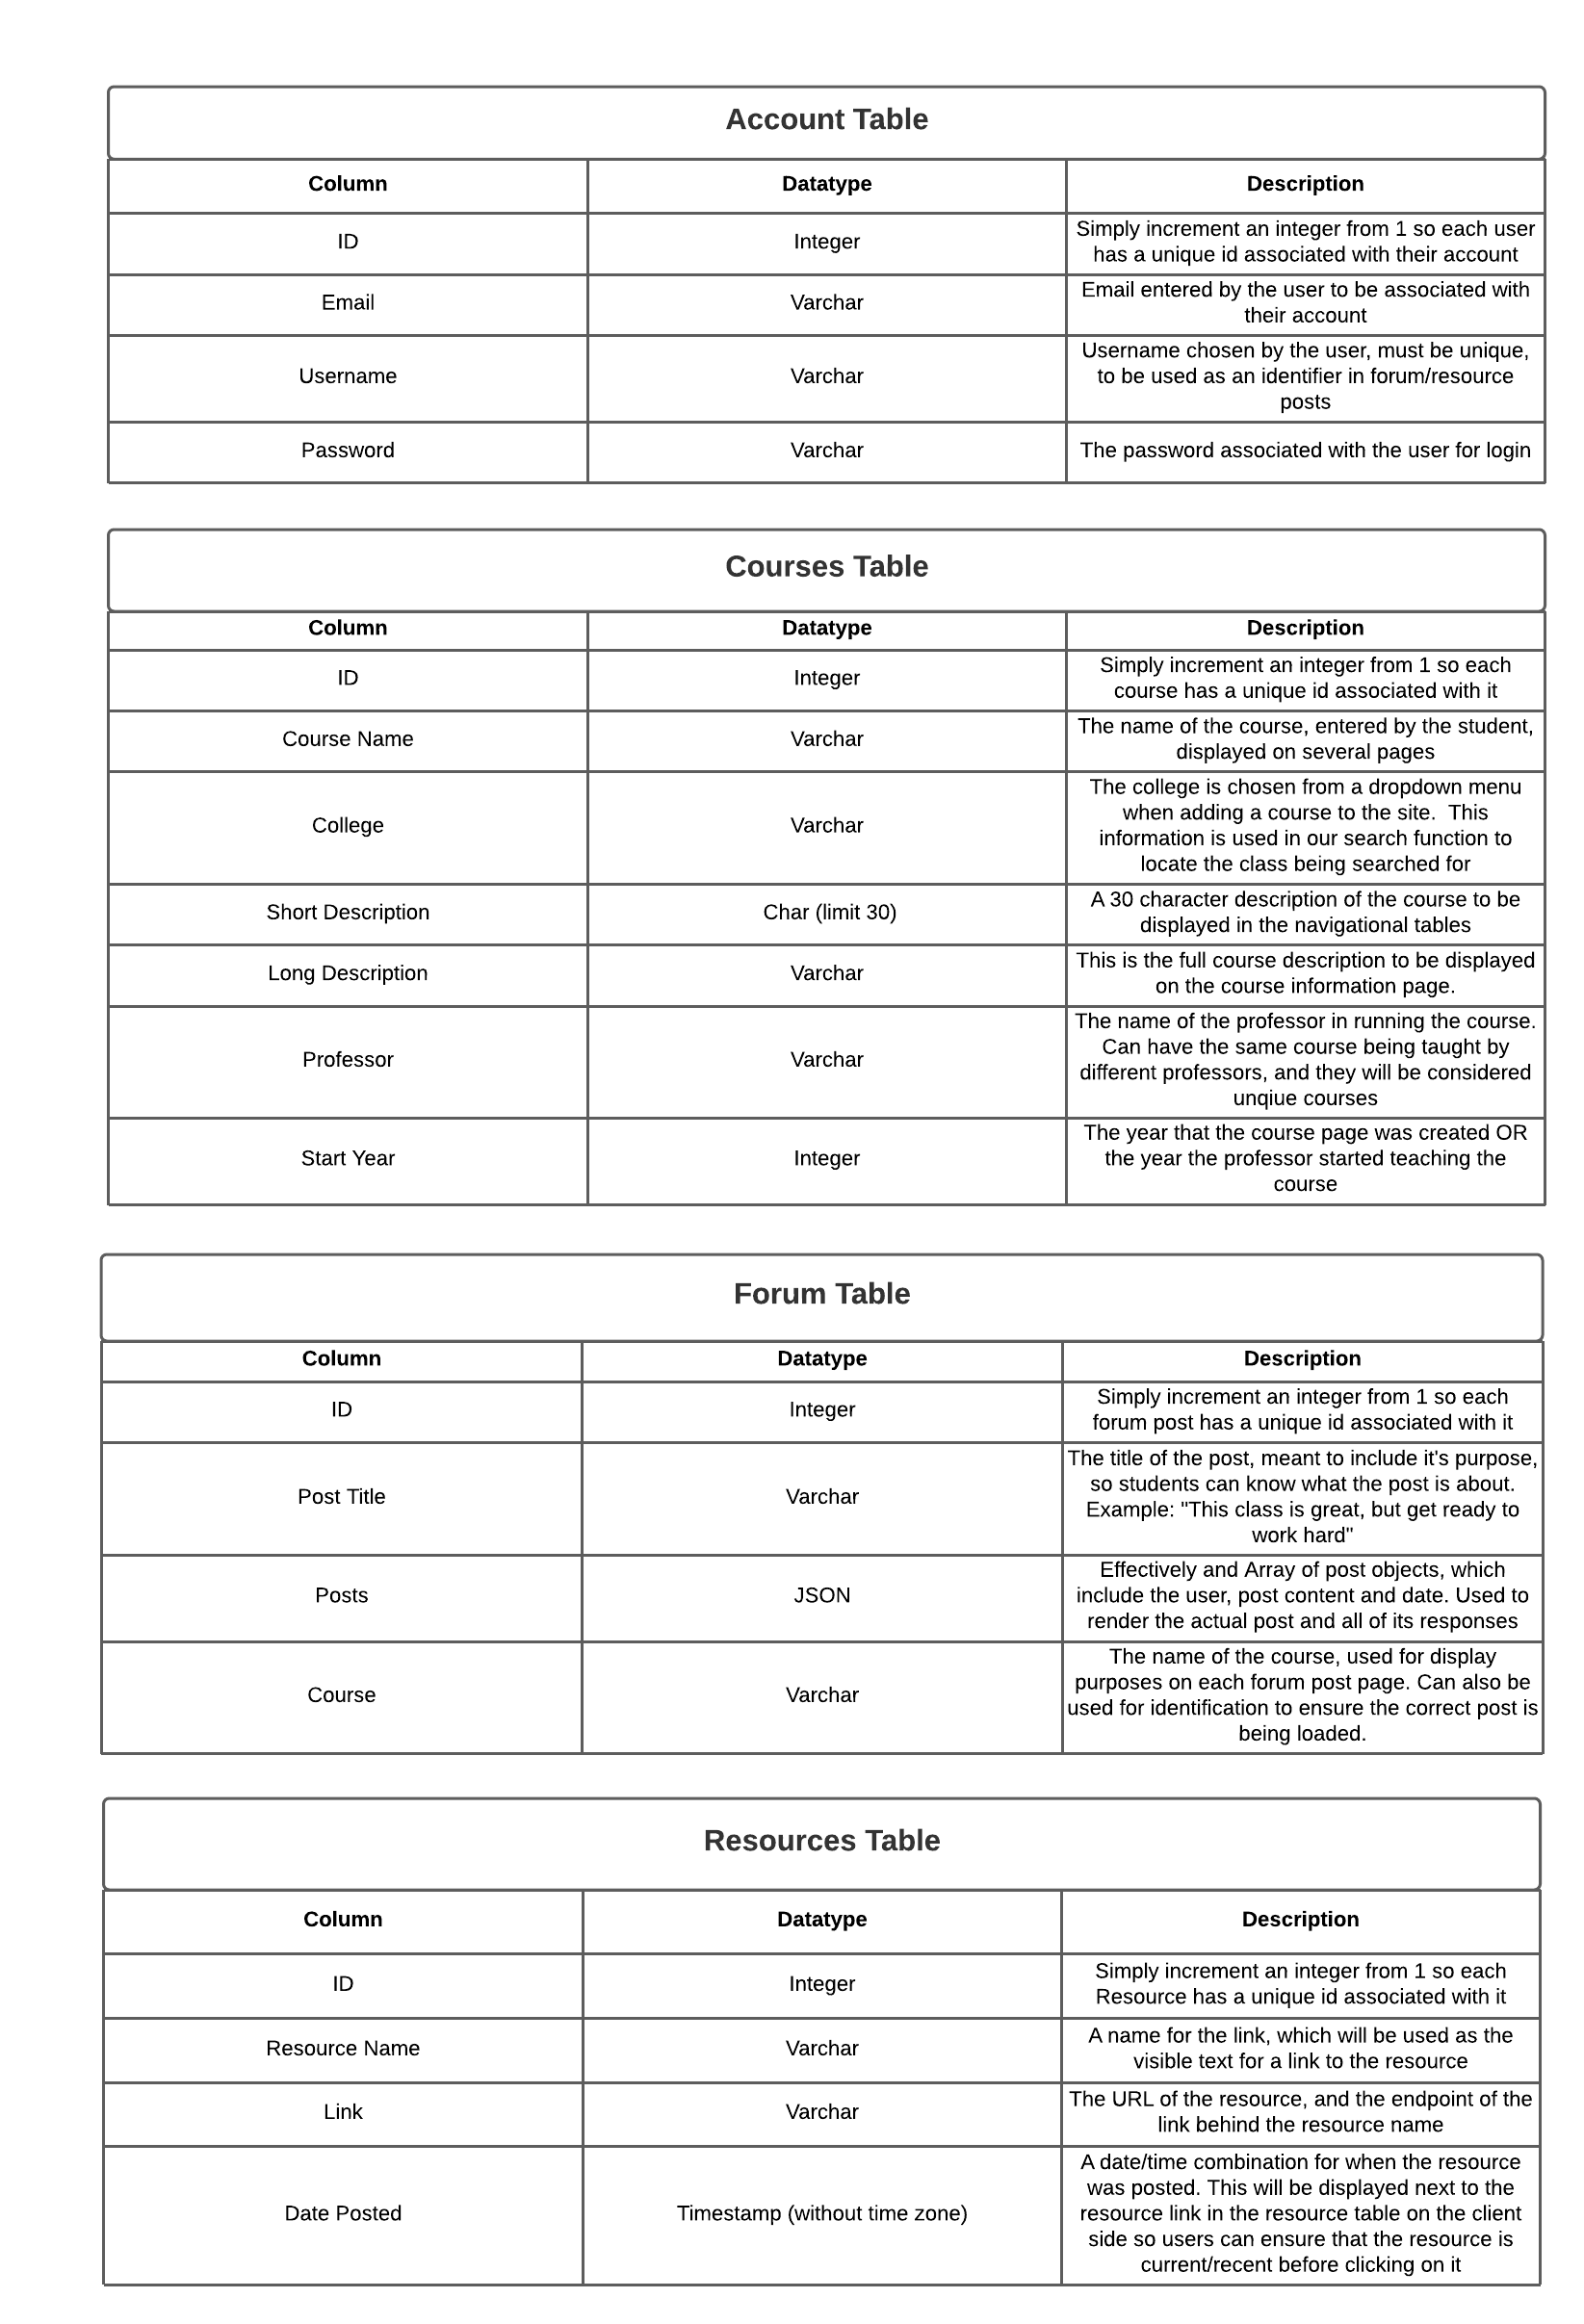 Account Table
Column Datatype Description
ID Integer Simply increment an integer from 1 so each user
has a unique id associated with their account
Email Varchar Email entered by the user to be associated with
their account
Username Varchar Username chosen by the user, must be unique,
to be used as an identifier in forum/resource
posts
Password Varchar The password associated with the user for login
Courses Table
Column Datatype Description
ID Integer Simply increment an integer from 1 so each
course has a unique id associated with it
Course Name Varchar The name of the course, entered by the student,
displayed on several pages
College Varchar The college is chosen from a dropdown menu
when adding a course to the site.  This
information is used in our search function to
locate the class being searched for
Short Description Char (limit 30) A 30 character description of the course to be
displayed in the navigational tables
Long Description Varchar This is the full course description to be displayed
on the course information page.
Professor Varchar The name of the professor in running the course.
Can have the same course being taught by
different professors, and they will be considered
unqiue courses
Start Year Integer The year that the course page was created OR
the year the professor started teaching the
course
Forum Table
Column Datatype Description
ID Integer Simply increment an integer from 1 so each
forum post has a unique id associated with it
Post Title Varchar The title of the post, meant to include it's purpose,
so students can know what the post is about.
Example: "This class is great, but get ready to
work hard"
Posts JSON Effectively and Array of post objects, which
include the user, post content and date. Used to
render the actual post and all of its responses
Course Varchar The name of the course, used for display
purposes on each forum post page. Can also be
used for identification to ensure the correct post is
being loaded.
Resources Table
Column Datatype Description
ID Integer Simply increment an integer from 1 so each
Resource has a unique id associated with it
Resource Name Varchar A name for the link, which will be used as the
visible text for a link to the resource
Link Varchar The URL of the resource, and the endpoint of the
link behind the resource name
Date Posted Timestamp (without time zone) A date/time combination for when the resource
was posted. This will be displayed next to the
resource link in the resource table on the client
side so users can ensure that the resource is
current/recent before clicking on it